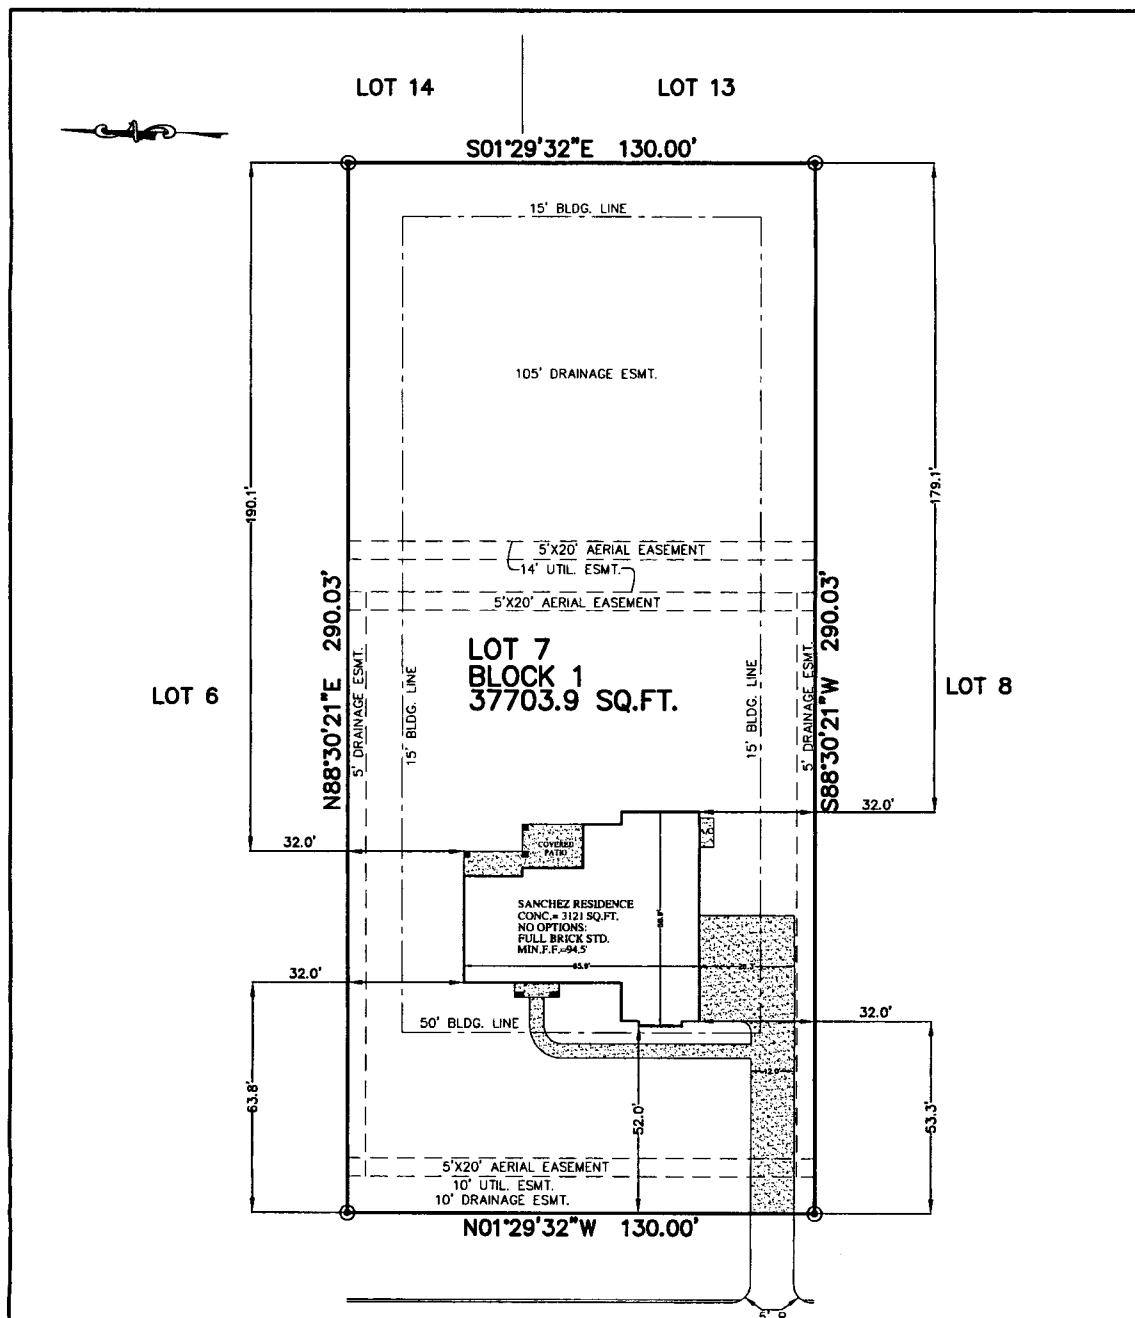 LOT 14
LOT 13
S01°29'32"E 130.00'
15' BLDG. LINE
105' DRAINAGE ESMT.
190.1'
179.1'
5'X20' AERIAL EASEMENT
14' UTIL. ESMT.
5'X20' AERIAL EASEMENT
N88°30'21"E 290.03'
S88°30'21"W 290.03'
5' DRAINAGE ESMT.
15' BLDG. LINE
15' BLDG. LINE
5' DRAINAGE ESMT.
LOT 7
BLOCK 1
37703.9 SQ.FT.
LOT 6
LOT 8
32.0'
32.0'
COVERED
PATIO
SANCHEZ RESIDENCE
CONC.= 3121 SQ.FT.
NO OPTIONS:
FULL BRICK STD.
MIN.F.F.=94.5'
32.0'
32.0'
50' BLDG. LINE
12.0'
63.8'
52.0'
53.3'
5'X20' AERIAL EASEMENT
10' UTIL. ESMT.
10' DRAINAGE ESMT.
N01°29'32"W 130.00'